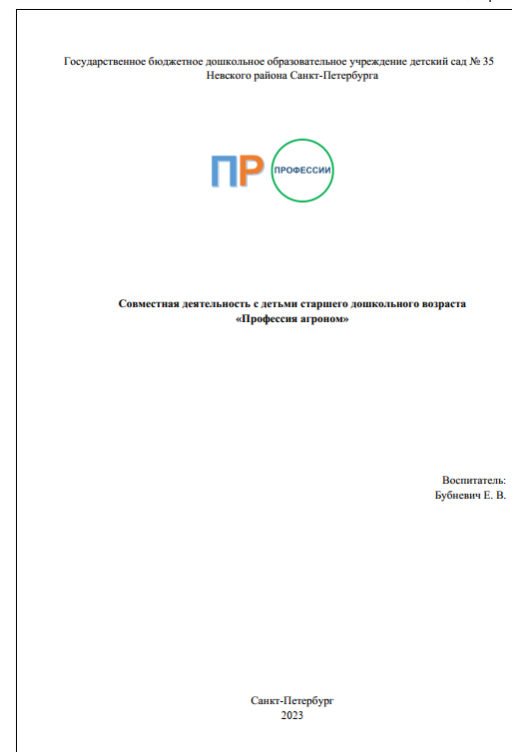 Государственное бюджетное дошкольное образовательное учреждение детский сад № 35
Невского района Санкт-Петербурга
ПР ПРОФЕССИИ
Совместная деятельность с детьми старшего дошкольного возраста
«Профессия агроном»
Воспитатель:
Бубневич Е. В.
Санкт-Петербург
2023